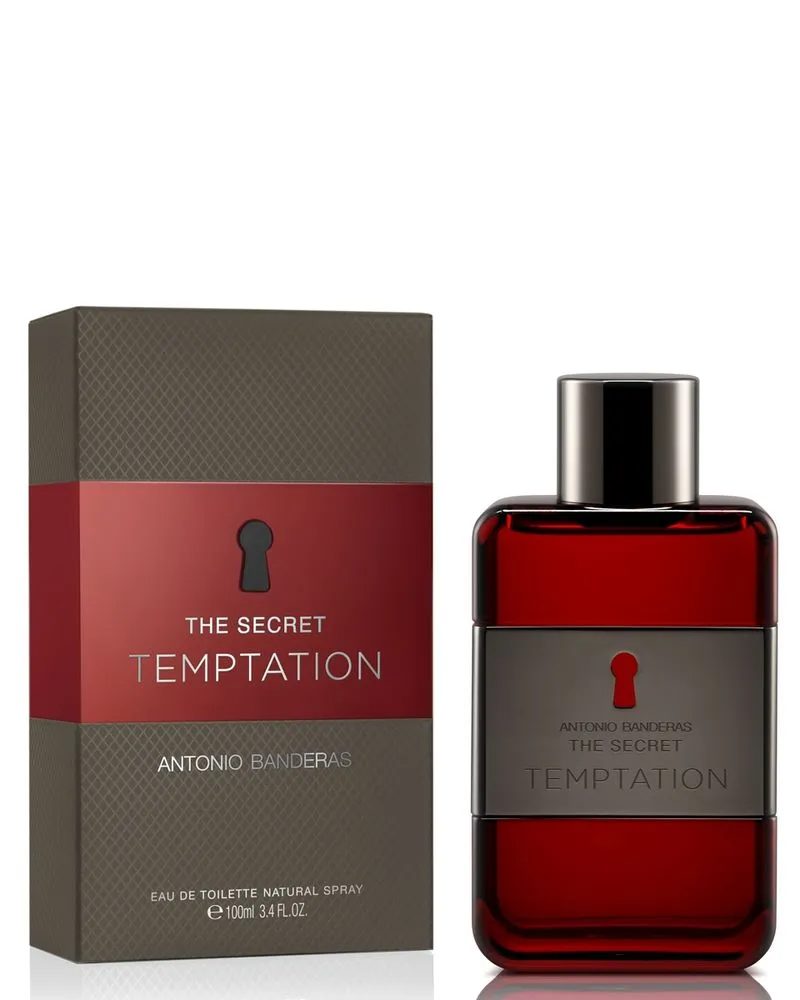 THE SECRET
TEMPTATION
ANTONIO BANDERAS
EAU DE TOILETTE NATURAL SPRAY
℮ 100ml 3.4 FL.OZ.
ANTONIO BANDERAS
THE SECRET
TEMPTATION